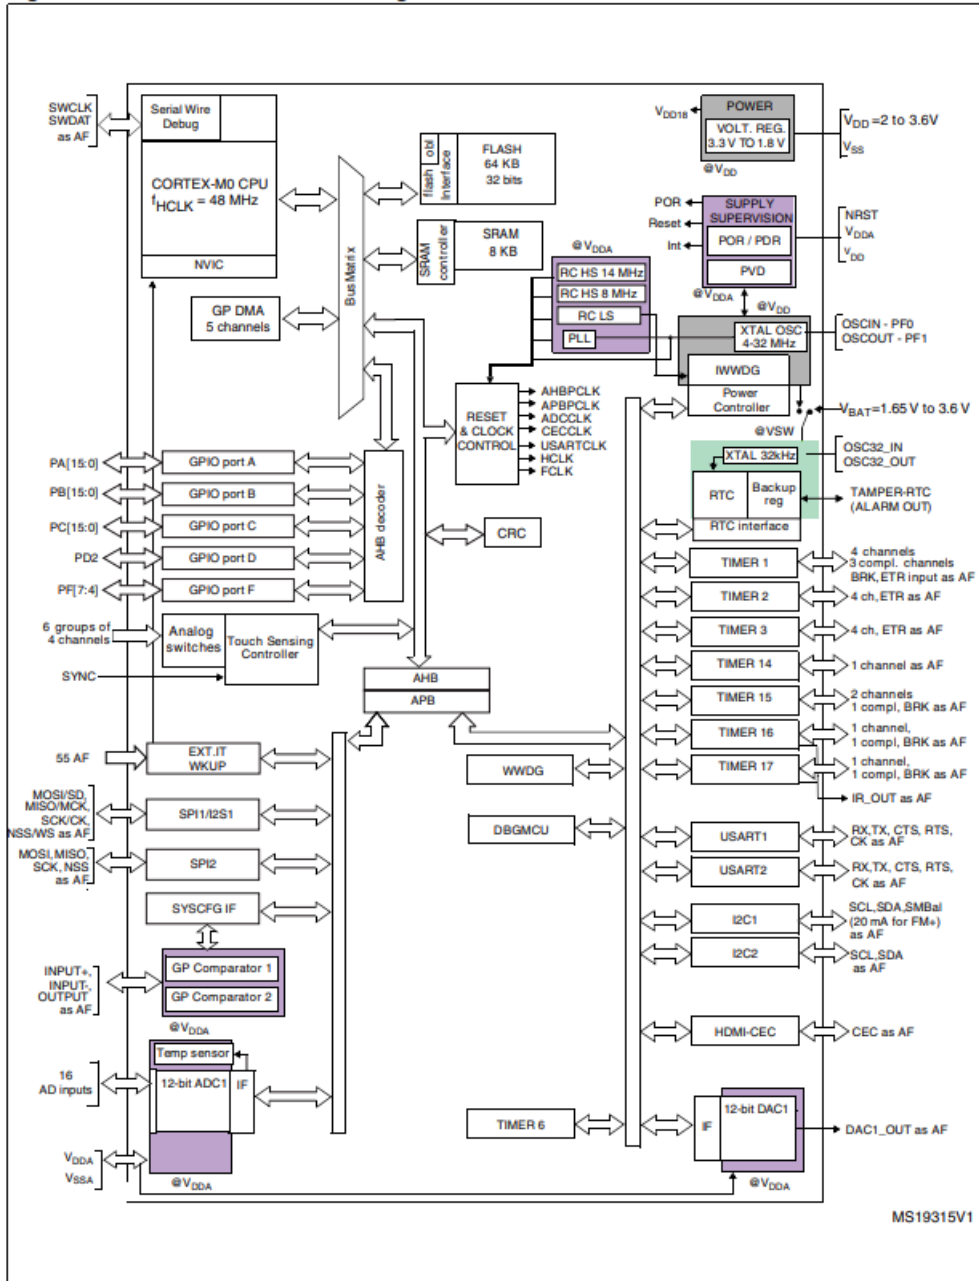 SWCLK
SWDAT
as AF
Serial Wire
Debug
CORTEX-M0 CPU
fHCLK = 48 MHz
NVIC
GP DMA
5 channels
BusMatrix
flash obl
Interface
FLASH
64 KB
32 bits
SRAM
controller
SRAM
8 KB
VDD18
POWER
VOLT. REG.
3.3 V TO 1.8 V
@VDD
VDD =2 to 3.6V
VSS
POR
Reset
Int
SUPPLY
SUPERVISION
POR / PDR
PVD
NRST
VDDA
VDD
@VDDA
@VDD
@VDDA
RC HS 14 MHz
RC HS 8 MHz
RC LS
PLL
XTAL OSC
4-32 MHz
IWWDG
Power
Controller
OSCIN - PF0
OSCOUT - PF1
VBAT=1.65 V to 3.6 V
@VSW
RESET
& CLOCK
CONTROL
AHBPCLK
APBPCLK
ADCCLK
CECCLK
USARTCLK
HCLK
FCLK
XTAL 32kHz
RTC
Backup
reg
RTC interface
OSC32_IN
OSC32_OUT
TAMPER-RTC
(ALARM OUT)
PA[15:0]
GPIO port A
PB[15:0]
GPIO port B
PC[15:0]
GPIO port C
PD2
GPIO port D
PF[7:4]
GPIO port F
AHB decoder
CRC
6 groups of
4 channels
SYNC
Analog
switches
Touch Sensing
Controller
AHB
APB
TIMER 1
4 channels
3 compl. channels
BRK, ETR input as AF
TIMER 2
4 ch, ETR as AF
TIMER 3
4 ch, ETR as AF
TIMER 14
1 channel as AF
TIMER 15
2 channels
1 compl, BRK as AF
TIMER 16
1 channel,
1 compl, BRK as AF
TIMER 17
1 channel,
1 compl, BRK as AF
IR_OUT as AF
55 AF
EXT.IT
WKUP
WWDG
DBGMCU
MOSI/SD,
MISO/MCK,
SCK/CK,
NSS/WS as AF
SPI1/I2S1
MOSI, MISO,
SCK, NSS
as AF
SPI2
SYSCFG IF
USART1
RX,TX, CTS, RTS,
CK as AF
USART2
RX,TX, CTS, RTS,
CK as AF
I2C1
SCL,SDA,SMBal
(20 mA for FM+)
as AF
I2C2
SCL,SDA
as AF
INPUT+,
INPUT-,
OUTPUT
as AF
GP Comparator 1
GP Comparator 2
@VDDA
HDMI-CEC
CEC as AF
16
AD inputs
Temp sensor
12-bit ADC1
IF
VDDA
VSSA
@VDDA
TIMER 6
IF
12-bit DAC1
DAC1_OUT as AF
@VDDA
MS19315V1